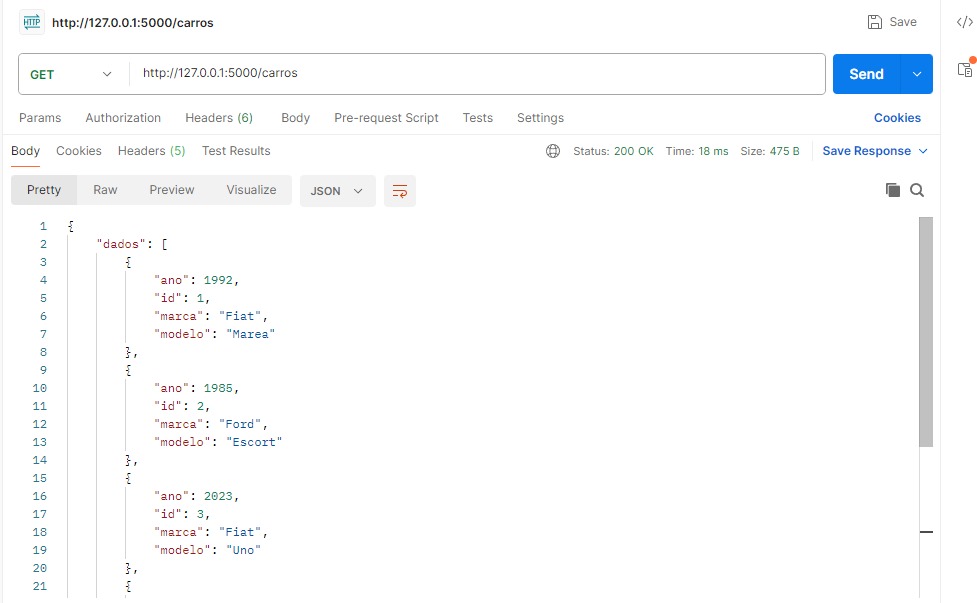 HTTP http://127.0.0.1:5000/carros Save
GET http://127.0.0.1:5000/carros Send
Params Authorization Headers (6) Body Pre-request Script Tests Settings Cookies
Body Cookies Headers (5) Test Results Status: 200 OK Time: 18 ms Size: 475 B Save Response
Pretty Raw Preview Visualize JSON
1 {
2 "dados": [
3 {
4 "ano": 1992,
5 "id": 1,
6 "marca": "Fiat",
7 "modelo": "Marea"
8 },
9 {
10 "ano": 1985,
11 "id": 2,
12 "marca": "Ford",
13 "modelo": "Escort"
14 },
15 {
16 "ano": 2023,
17 "id": 3,
18 "marca": "Fiat",
19 "modelo": "Uno"
20 },
21 {